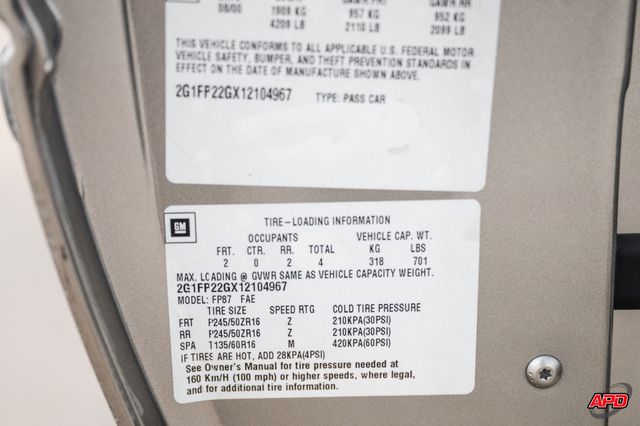 08/00 1909 KG 957 KG 952 KG
4209 LB 2110 LB 2099 LB
THIS VEHICLE CONFORMS TO ALL APPLICABLE U.S. FEDERAL MOTOR
VEHICLE SAFETY, BUMPER, AND THEFT PREVENTION STANDARDS IN
EFFECT ON THE DATE OF MANUFACTURE SHOWN ABOVE.
2G1FP22GX12104967 TYPE: PASS CAR
GM
TIRE-LOADING INFORMATION
OCCUPANTS VEHICLE CAP. WT.
FRT. CTR. RR. TOTAL KG LBS
2 0 2 4 318 701
MAX. LOADING @ GVWR SAME AS VEHICLE CAPACITY WEIGHT.
2G1FP22GX12104967
MODEL: FP87 FAE
TIRE SIZE SPEED RTG COLD TIRE PRESSURE
FRT P245/50ZR16 Z 210KPA(30PSI)
RR P245/50ZR16 Z 210KPA(30PSI)
SPA T135/60R16 M 420KPA(60PSI)
IF TIRES ARE HOT, ADD 28KPA(4PSI)
See Owner's Manual for tire pressure needed at
160 Km/H (100 mph) or higher speeds, where legal,
and for additional tire information.
APD